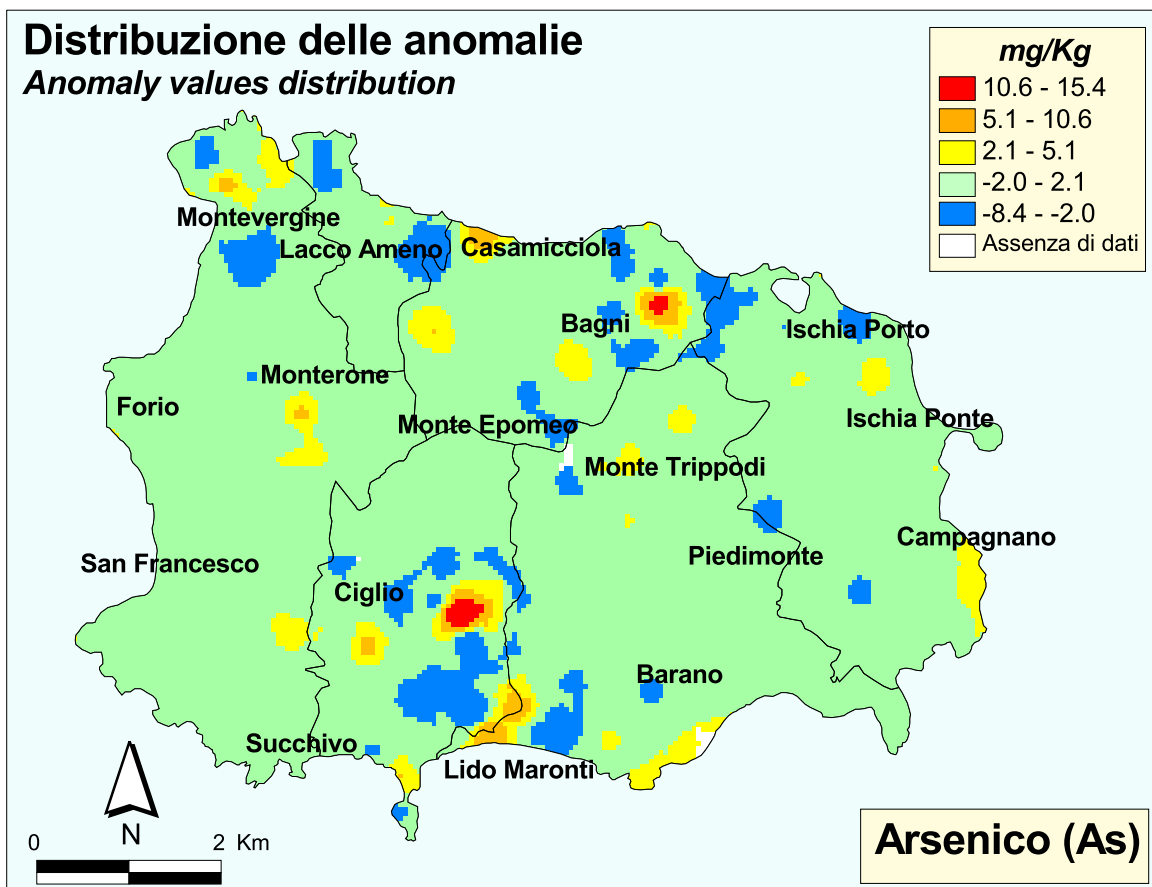 Distribuzione delle anomalie
Anomaly values distribution
mg/Kg
10.6 - 15.4
5.1 - 10.6
2.1 - 5.1
-2.0 - 2.1
-8.4 - -2.0
Assenza di dati
Montevergine
Lacco Ameno
Casamicciola
Bagni
Ischia Porto
Monterone
Forio
Monte Epomeo
Ischia Ponte
Monte Trippodi
Campagnano
Piedimonte
San Francesco
Ciglio
Barano
Succhivo
Lido Maronti
N
0 2 Km
Arsenico (As)